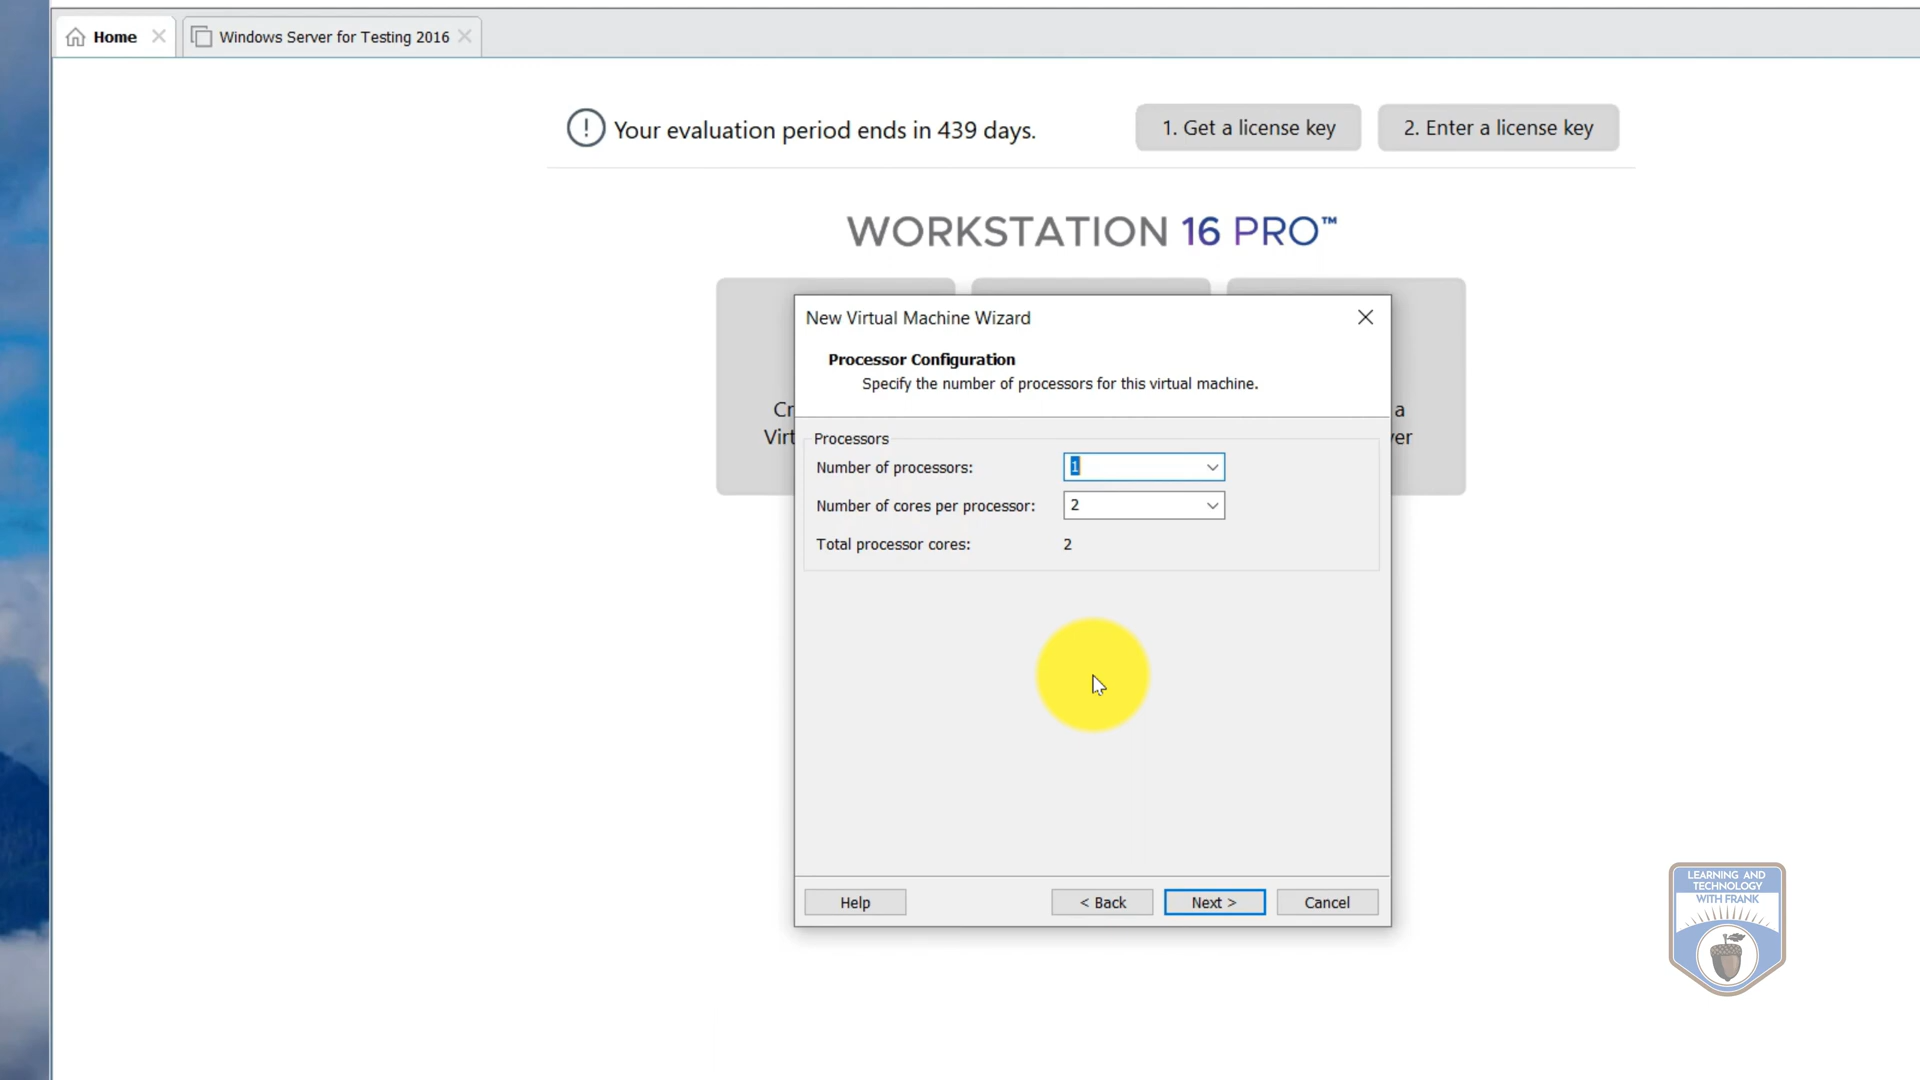 Home
Windows Server for Testing 2016
Your evaluation period ends in 439 days.
1. Get a license key
2. Enter a license key
WORKSTATION 16 PRO™
New Virtual Machine Wizard
Processor Configuration
Specify the number of processors for this virtual machine.
Processors
Number of processors: 1
Number of cores per processor: 2
Total processor cores: 2
Help
< Back
Next >
Cancel
LEARNING AND
TECHNOLOGY
WITH FRANK